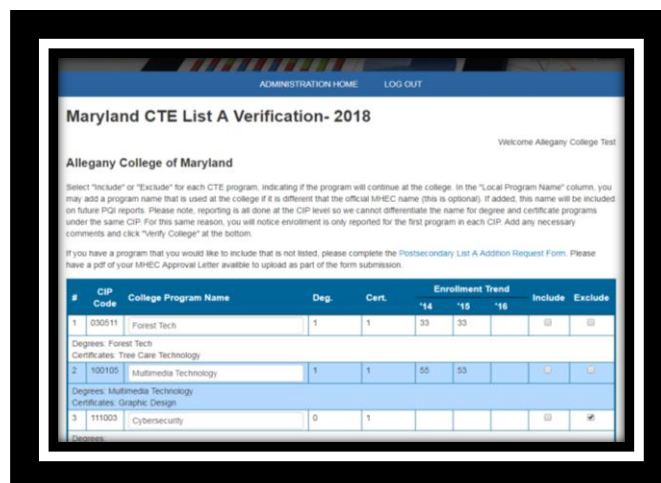 ADMINISTRATION HOME LOG OUT
Maryland CTE List A Verification- 2018
Welcome Allegany College Test
Allegany College of Maryland
Select "Include" or "Exclude" for each CTE program, indicating if the program will continue at the college. In the "Local Program Name" column, you
may add a program name that is used at the college if it is different that the official MHEC name (this is optional). If added, this name will be included
on future PQI reports. Please note, reporting is all done at the CIP level so we cannot differentiate the name for degree and certificate programs
under the same CIP. For this same reason, you will notice enrollment is only reported for the first program in each CIP. Add any necessary
comments and click "Verify College" at the bottom.
If you have a program that you would like to include that is not listed, please complete the Postsecondary List A Addition Request Form. Please
have a pdf of your MHEC Approval Letter availble to upload as part of the form submission.
# CIP Code College Program Name Deg. Cert. Enrollment Trend Include Exclude
'14 '15 '16
1 030511 Forest Tech 1 1 33 33
Degrees: Forest Tech
Certificates: Tree Care Technology
2 100105 Multimedia Technology 1 1 55 53
Degrees: Multimedia Technology
Certificates: Graphic Design
3 111003 Cybersecurity 0 1
Degrees: